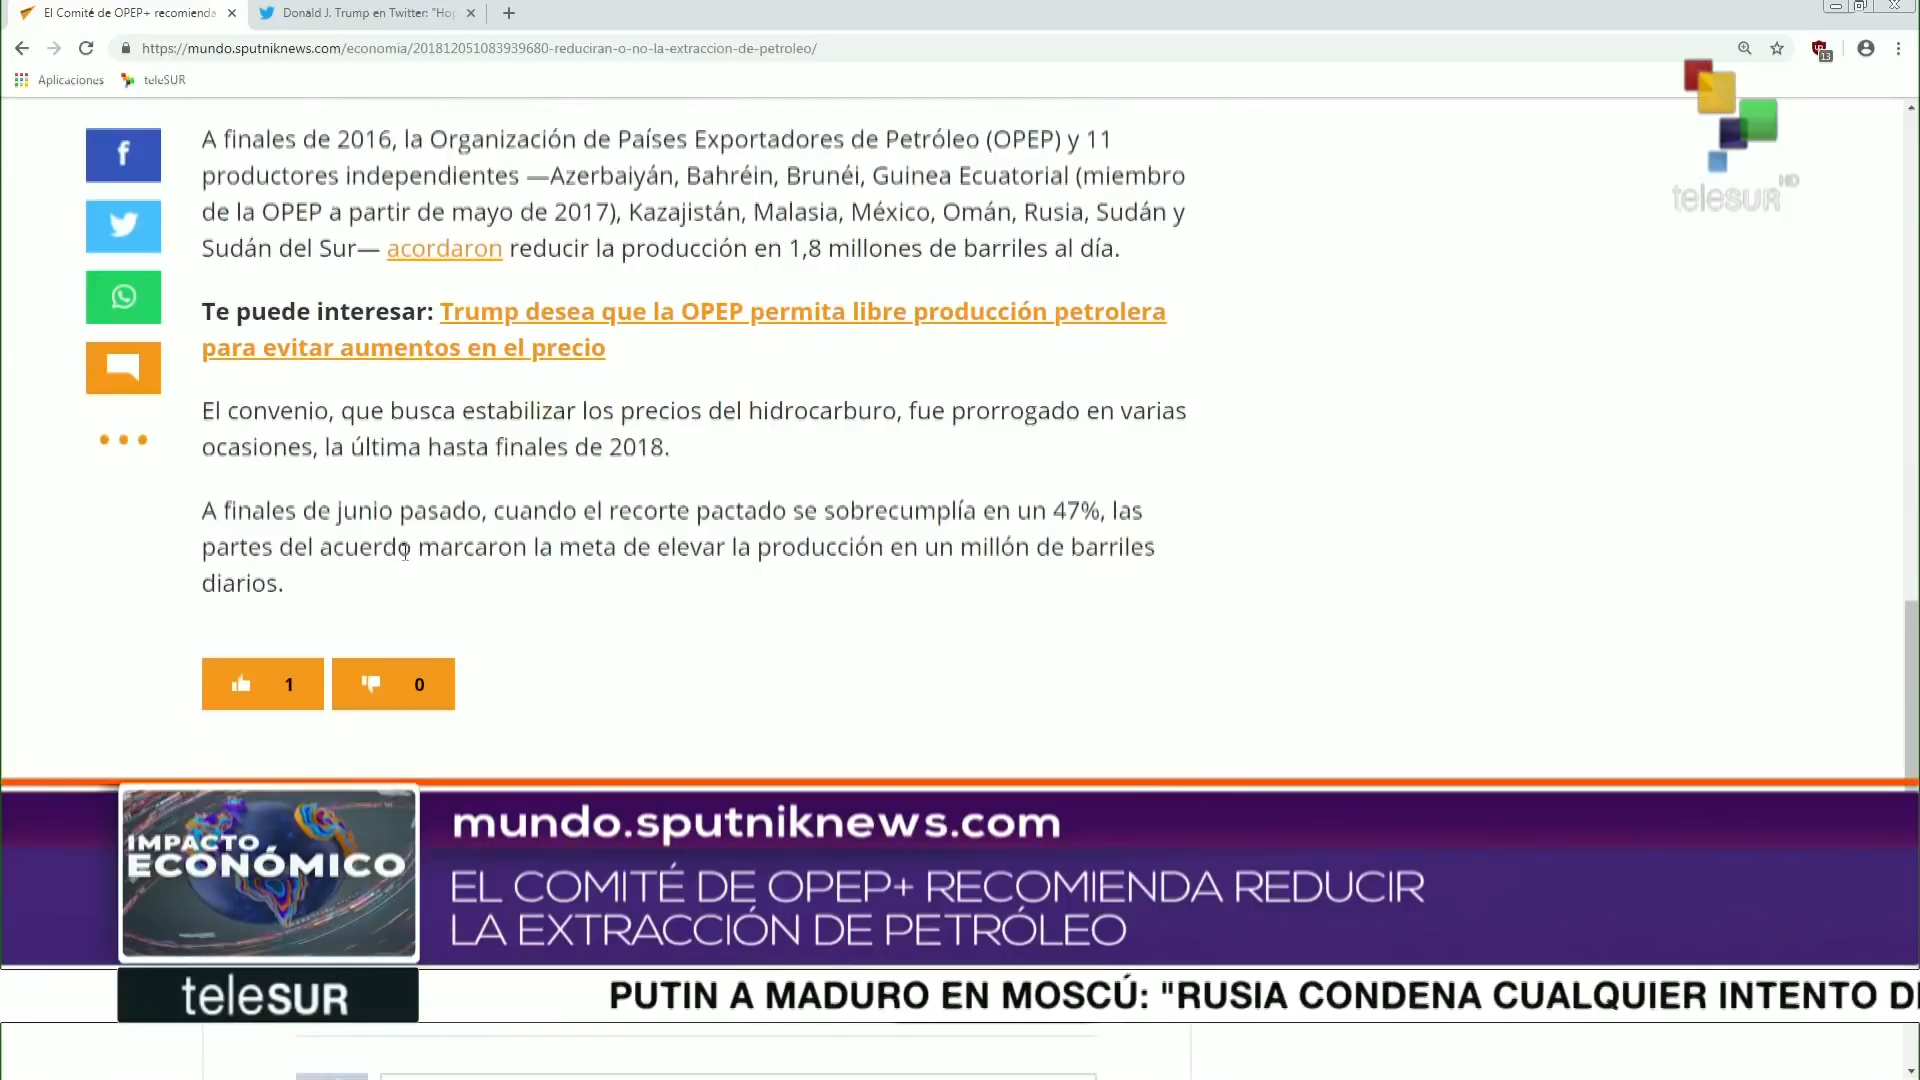 El Comité de OPEP+ recomienda
Donald J. Trump en Twitter: "Hop
https://mundo.sputniknews.com/economia/201812051083939680-reduciran-o-no-la-extraccion-de-petroleo/
13
Aplicaciones
teleSUR
A finales de 2016, la Organización de Países Exportadores de Petróleo (OPEP) y 11
productores independientes —Azerbaiyán, Bahréin, Brunéi, Guinea Ecuatorial (miembro
de la OPEP a partir de mayo de 2017), Kazajistán, Malasia, México, Omán, Rusia, Sudán y
Sudán del Sur— acordaron reducir la producción en 1,8 millones de barriles al día.
Te puede interesar: Trump desea que la OPEP permita libre producción petrolera
para evitar aumentos en el precio
El convenio, que busca estabilizar los precios del hidrocarburo, fue prorrogado en varias
ocasiones, la última hasta finales de 2018.
A finales de junio pasado, cuando el recorte pactado se sobrecumplía en un 47%, las
partes del acuerdo marcaron la meta de elevar la producción en un millón de barriles
diarios.
1
0
teleSUR HD
IMPACTO
ECONÓMICO
mundo.sputniknews.com
EL COMITÉ DE OPEP+ RECOMIENDA REDUCIR
LA EXTRACCIÓN DE PETRÓLEO
teleSUR
PUTIN A MADURO EN MOSCÚ: "RUSIA CONDENA CUALQUIER INTENTO D